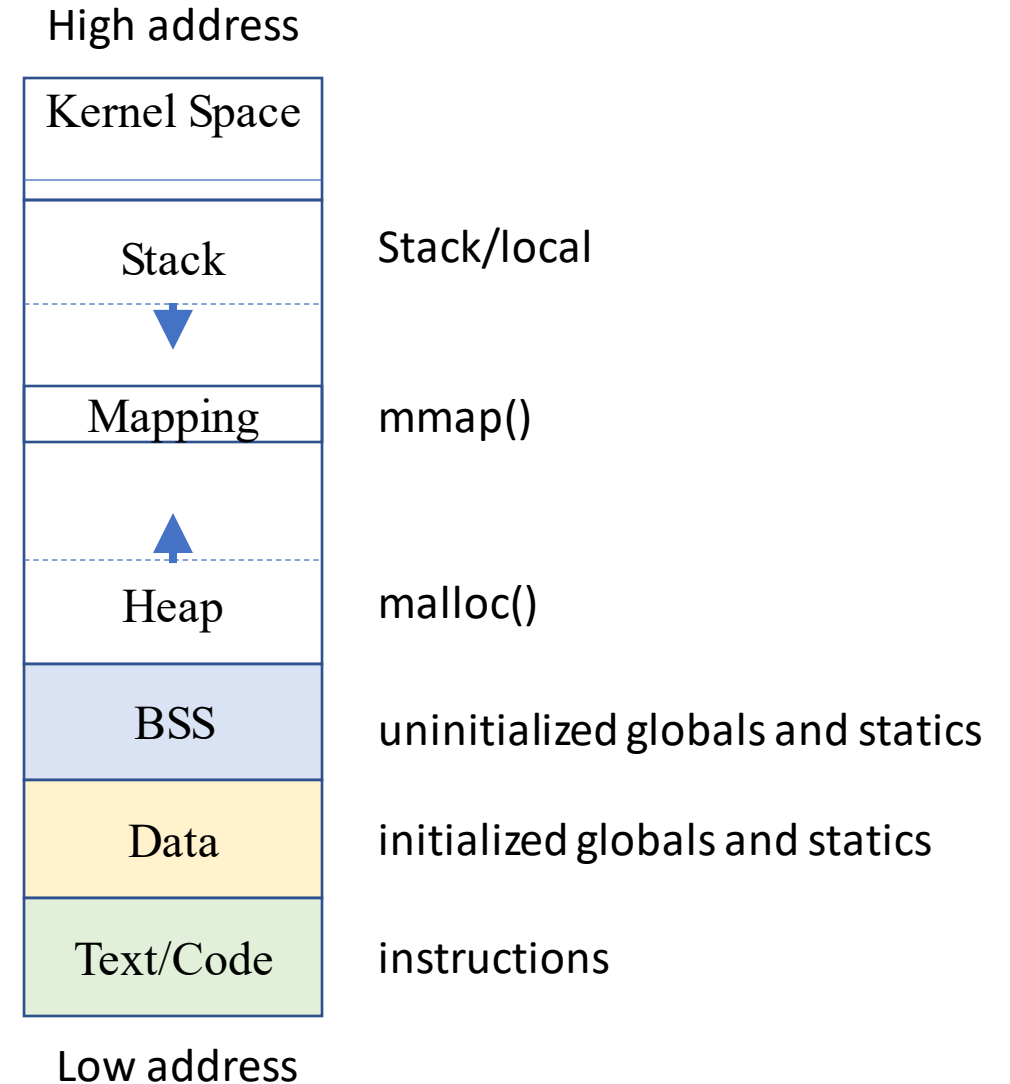 High address
Kernel Space
Stack
Stack/local
Mapping
mmap()
Heap
malloc()
BSS
uninitialized globals and statics
Data
initialized globals and statics
Text/Code
instructions
Low address